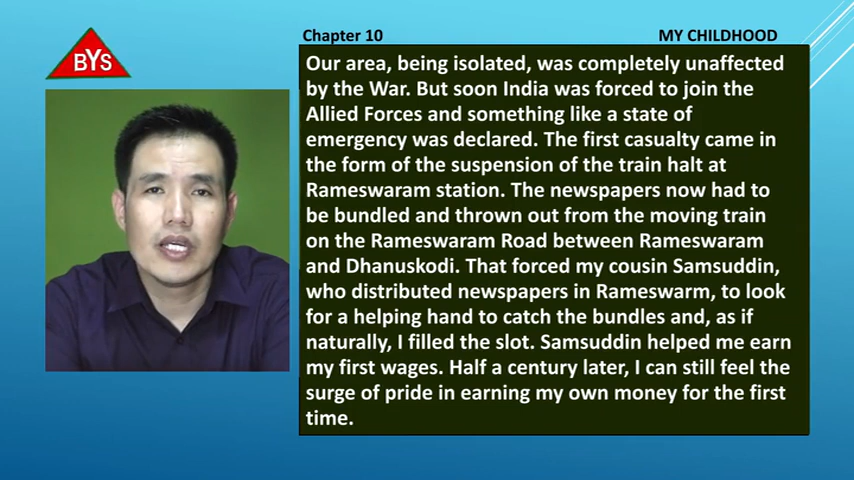 BYS
Chapter 10
MY CHILDHOOD
Our area, being isolated, was completely unaffected
by the War. But soon India was forced to join the
Allied Forces and something like a state of
emergency was declared. The first casualty came in
the form of the suspension of the train halt at
Rameswaram station. The newspapers now had to
be bundled and thrown out from the moving train
on the Rameswaram Road between Rameswaram
and Dhanuskodi. That forced my cousin Samsuddin,
who distributed newspapers in Rameswarm, to look
for a helping hand to catch the bundles and, as if
naturally, I filled the slot. Samsuddin helped me earn
my first wages. Half a century later, I can still feel the
surge of pride in earning my own money for the first
time.